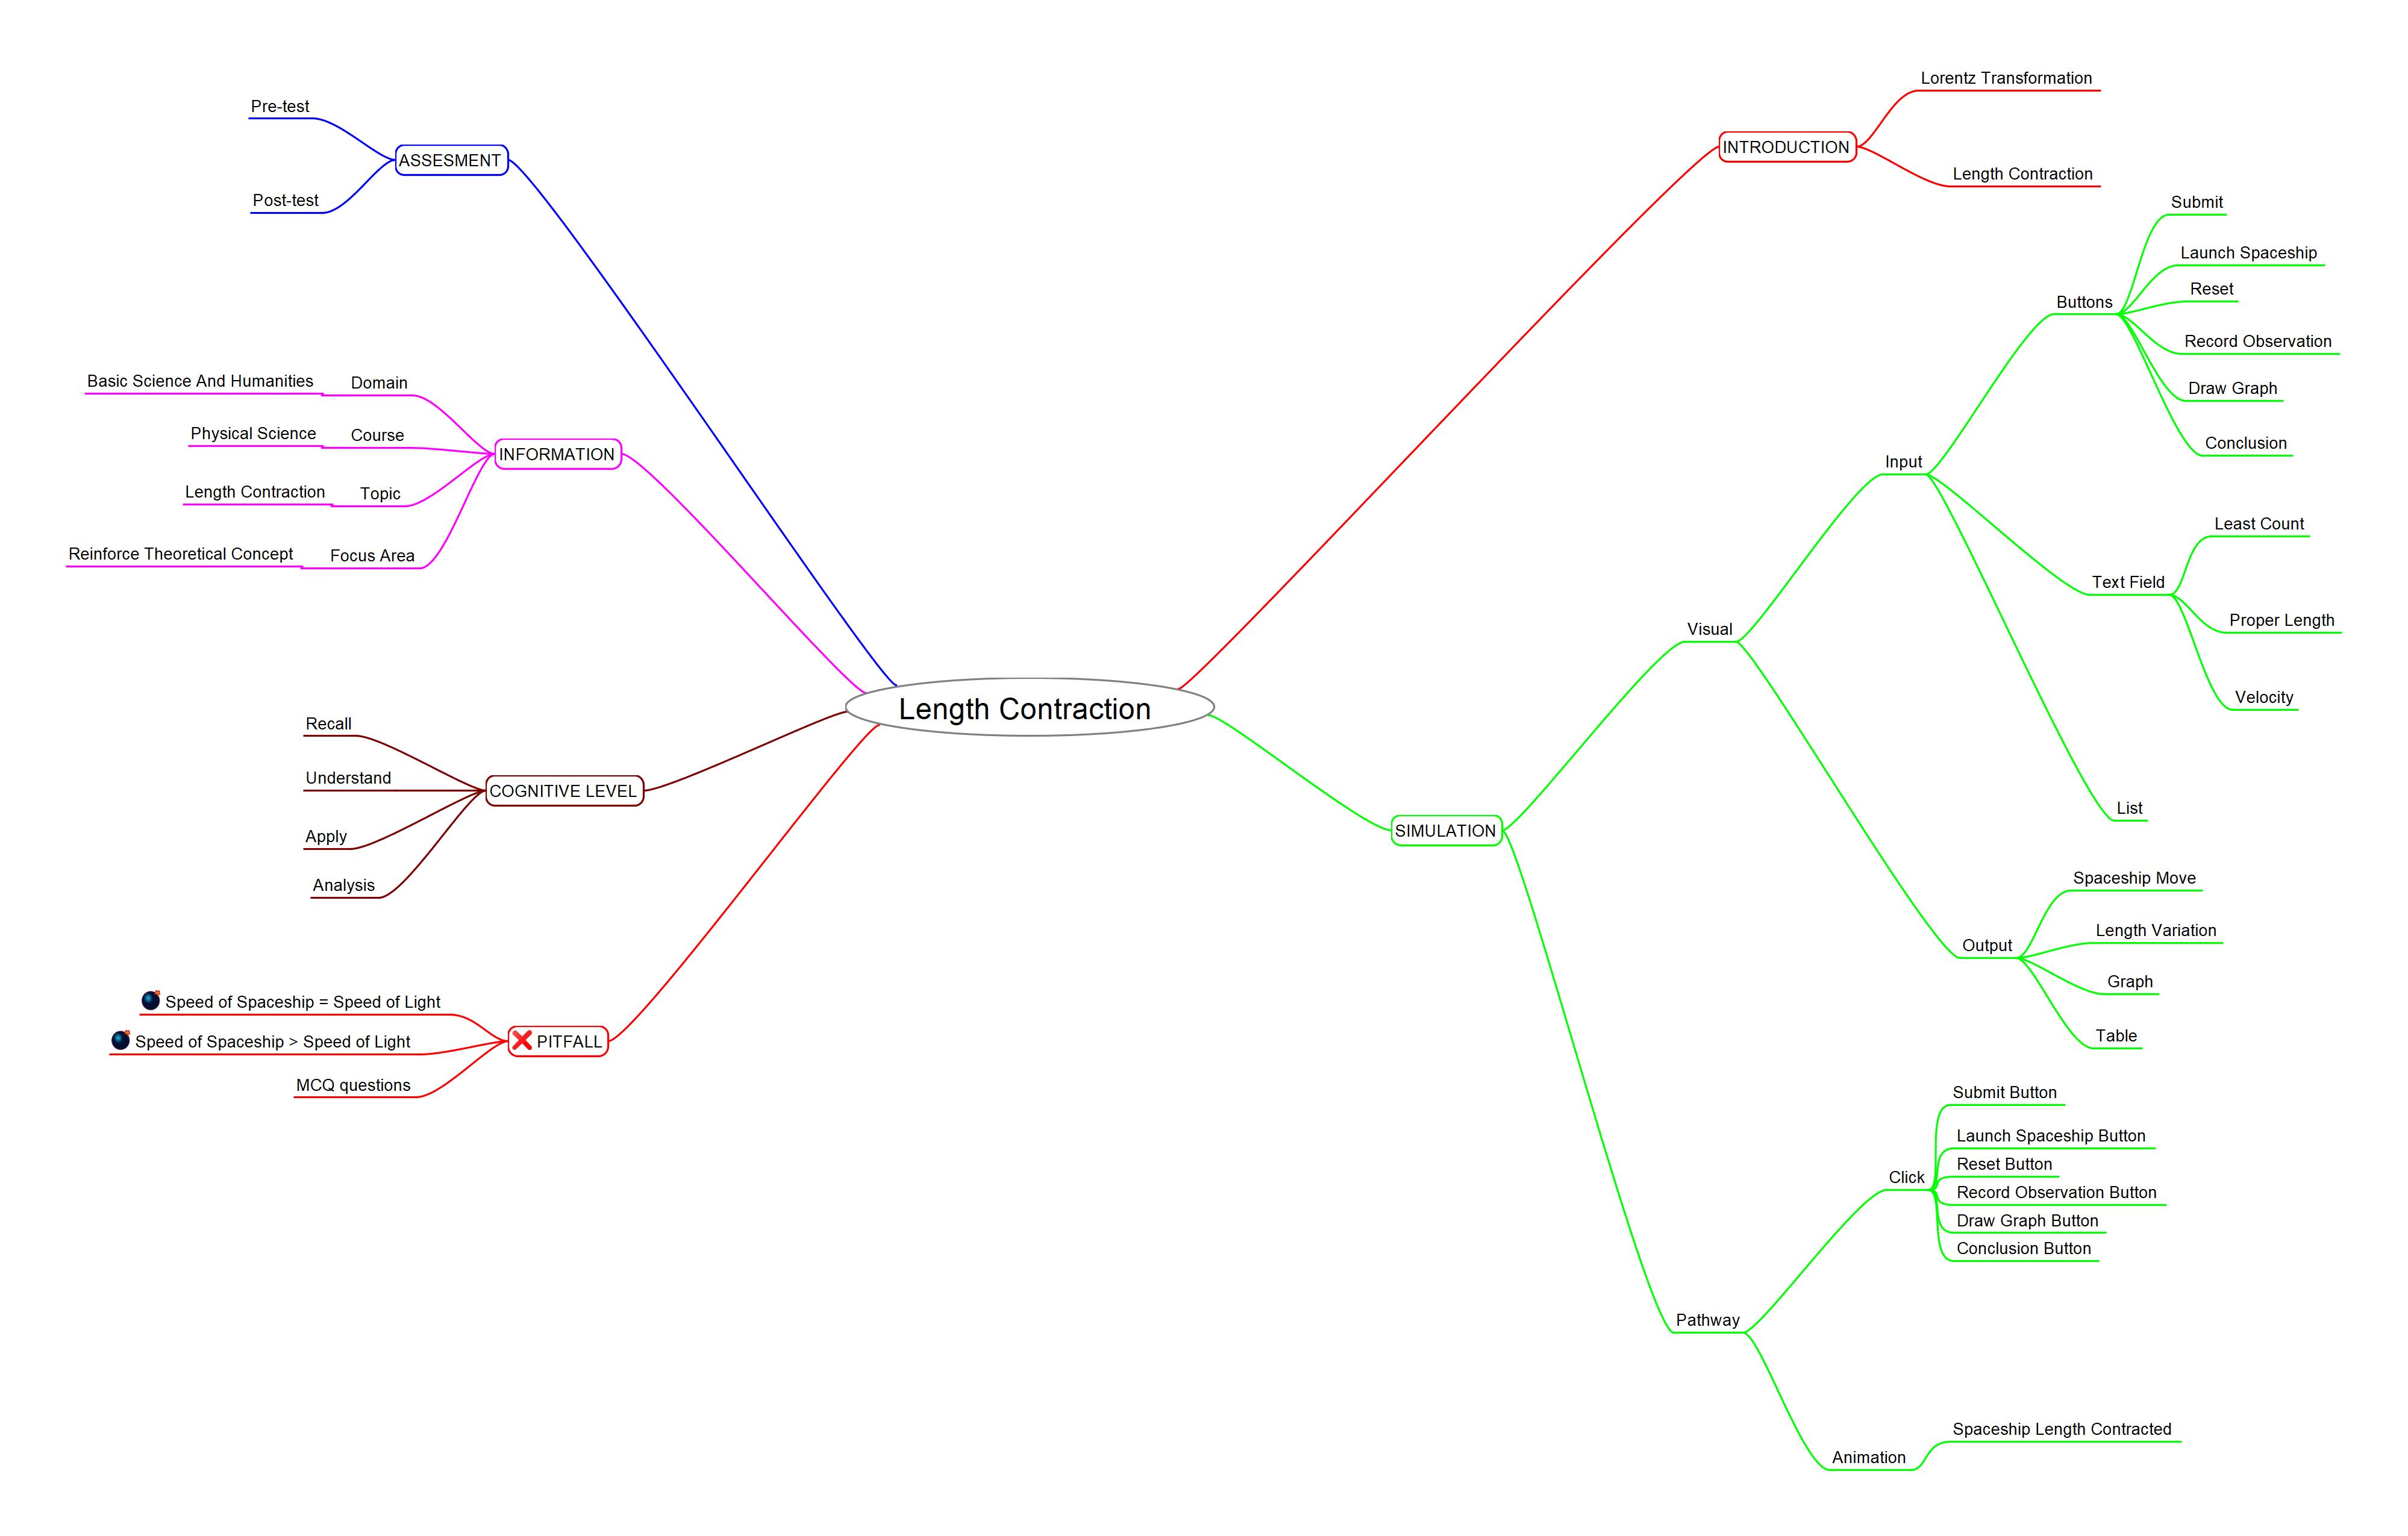 Pre-test
ASSESMENT
Post-test
Basic Science And Humanities
Domain
Physical Science
Course
INFORMATION
Length Contraction
Topic
Reinforce Theoretical Concept
Focus Area
Recall
Understand
COGNITIVE LEVEL
Apply
Analysis
Speed of Spaceship = Speed of Light
Speed of Spaceship > Speed of Light
PITFALL
MCQ questions
Length Contraction
Lorentz Transformation
INTRODUCTION
Length Contraction
SIMULATION
Visual
Input
Buttons
Submit
Launch Spaceship
Reset
Record Observation
Draw Graph
Conclusion
Text Field
Least Count
Proper Length
Velocity
List
Output
Spaceship Move
Length Variation
Graph
Table
Pathway
Click
Submit Button
Launch Spaceship Button
Reset Button
Record Observation Button
Draw Graph Button
Conclusion Button
Animation
Spaceship Length Contracted